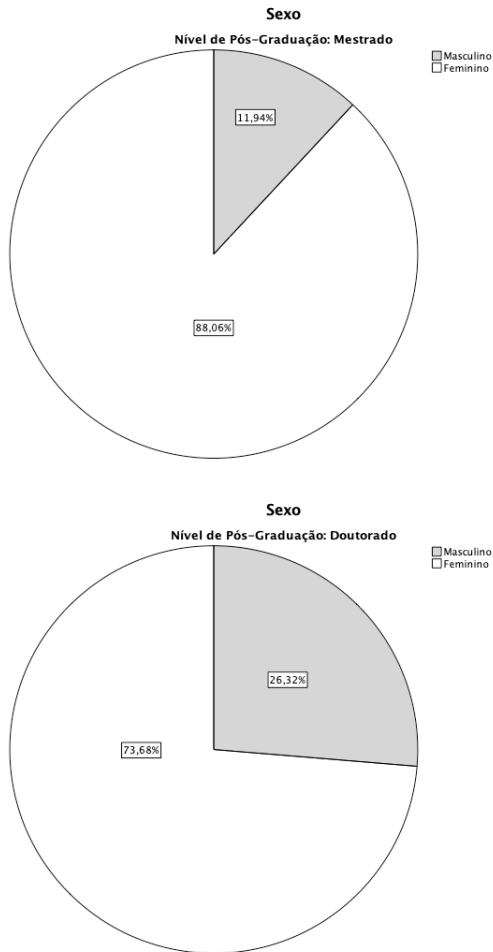 Sexo
Nível de Pós-Graduação: Mestrado
Masculino
Feminino
11,94%
88,06%
Sexo
Nível de Pós-Graduação: Doutorado
Masculino
Feminino
26,32%
73,68%